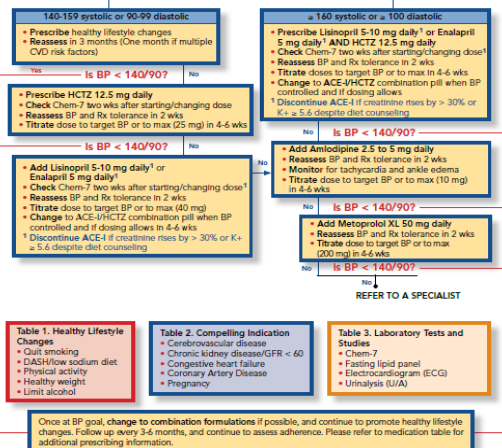 140-159 systolic or 90-99 diastolic
• Prescribe healthy lifestyle changes
• Reassess in 3 months (One month if multiple
CVD risk factors)
Yes
Is BP < 140/90?
No
• Prescribe HCTZ 12.5 mg daily
• Check Chem-7 two wks after starting/changing dose
• Reassess BP and Rx tolerance in 2 wks
• Titrate dose to target BP or to max (25 mg) in 4-6 wks
Is BP < 140/90?
No
• Add Lisinopril 5-10 mg daily¹ or
Enalapril 5 mg daily¹
• Check Chem-7 two wks after starting/changing dose¹
• Reassess BP and Rx tolerance in 2 wks
• Titrate dose to target BP or to max (40 mg)
• Change to ACE-I/HCTZ combination pill when BP
controlled and if dosing allows in 4-6 wks
¹ Discontinue ACE-I if creatinine rises by > 30% or K+
≥ 5.6 despite diet counseling
No
≥ 160 systolic or ≥ 100 diastolic
• Prescribe Lisinopril 5-10 mg daily¹ or Enalapril
5 mg daily¹ AND HCTZ 12.5 mg daily
• Check Chem-7 two wks after starting/changing dose¹
• Reassess BP and Rx tolerance in 2 wks
• Titrate doses to target BP or to max in 4-6 wks
• Change to ACE-I/HCTZ combination pill when BP
controlled and if dosing allows
¹ Discontinue ACE-I if creatinine rises by > 30% or
K+ ≥ 5.6 despite diet counseling
No
Is BP < 140/90?
• Add Amlodipine 2.5 to 5 mg daily
• Reassess BP and Rx tolerance in 2 wks
• Monitor for tachycardia and ankle edema
• Titrate dose to target BP or to max (10 mg)
in 4-6 wks
No
Is BP < 140/90?
• Add Metoprolol XL 50 mg daily
• Reassess BP and Rx tolerance in 2 wks
• Titrate dose to target BP or to max
(200 mg) in 4-6 wks
No
Is BP < 140/90?
No
REFER TO A SPECIALIST
Table 1. Healthy Lifestyle
Changes
• Quit smoking
• DASH/low sodium diet
• Physical activity
• Healthy weight
• Limit alcohol
Table 2. Compelling Indication
• Cerebrovascular disease
• Chronic kidney disease/GFR < 60
• Congestive heart failure
• Coronary Artery Disease
• Pregnancy
Table 3. Laboratory Tests and
Studies
• Chem-7
• Fasting lipid panel
• Electrocardiogram (ECG)
• Urinalysis (U/A)
Once at BP goal, change to combination formulations if possible, and continue to promote healthy lifestyle
changes. Follow up every 3-6 months, and continue to assess adherence. Please refer to medication table for
additional prescribing information.